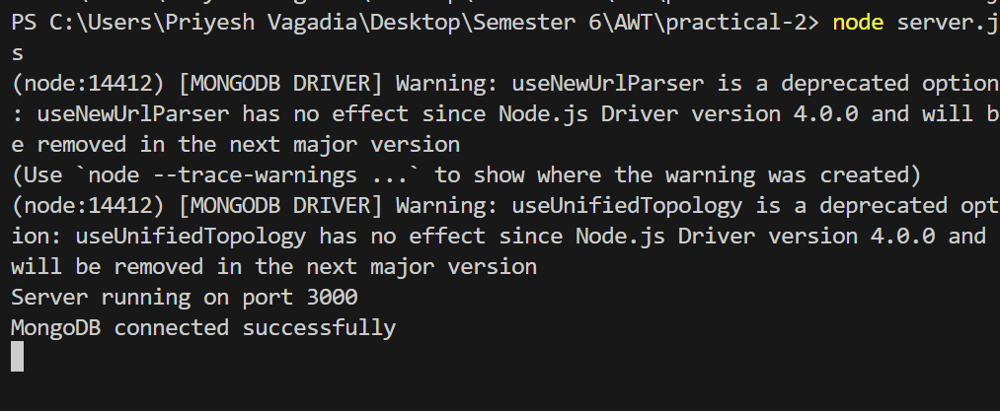 PS C:\Users\Priyesh Vagadia\Desktop\Semester 6\AWT\practical-2> node server.j
s
(node:14412) [MONGODB DRIVER] Warning: useNewUrlParser is a deprecated option
: useNewUrlParser has no effect since Node.js Driver version 4.0.0 and will b
e removed in the next major version
(Use `node --trace-warnings ...` to show where the warning was created)
(node:14412) [MONGODB DRIVER] Warning: useUnifiedTopology is a deprecated opt
ion: useUnifiedTopology has no effect since Node.js Driver version 4.0.0 and
will be removed in the next major version
Server running on port 3000
MongoDB connected successfully